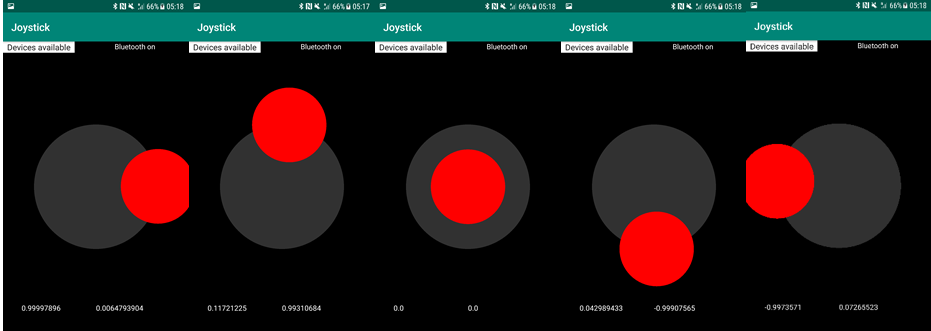 66% 05:18
Joystick
Devices available Bluetooth on
0.99997896 0.0064793904
66% 05:17
Joystick
Devices available Bluetooth on
0.11721225 0.99310684
66% 05:18
Joystick
Devices available Bluetooth on
0.0 0.0
66% 05:18
Joystick
Devices available Bluetooth on
0.042989433 -0.99907565
66% 05:18
Joystick
Devices available Bluetooth on
-0.9973571 0.07265523